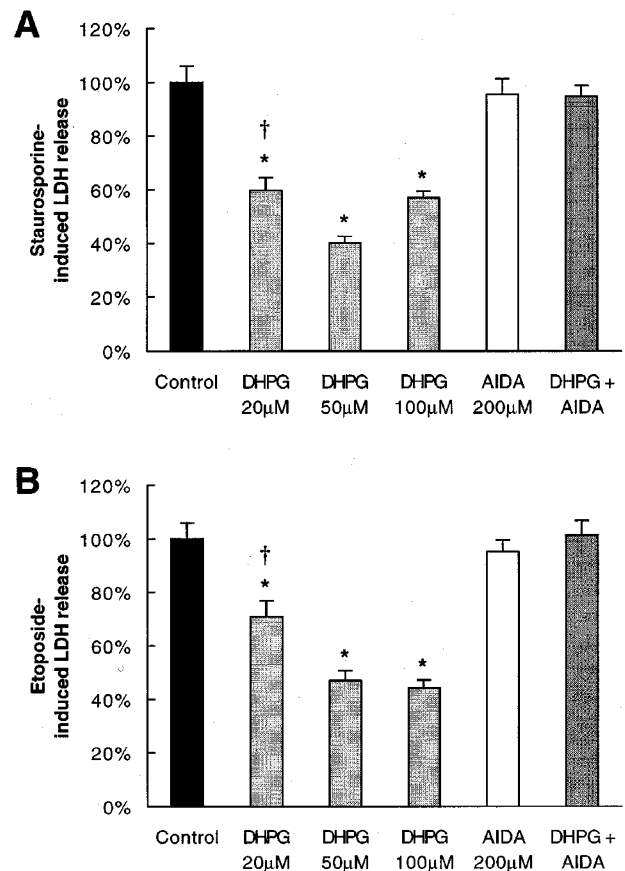 A
Staurosporine-
induced LDH release
120%
100%
80%
60%
40%
20%
0%
†
*
*
*
Control DHPG DHPG DHPG AIDA DHPG +
20µM 50µM 100µM 200µM AIDA
B
Etoposide-
induced LDH release
120%
100%
80%
60%
40%
20%
0%
†
*
*
*
Control DHPG DHPG DHPG AIDA DHPG +
20µM 50µM 100µM 200µM AIDA